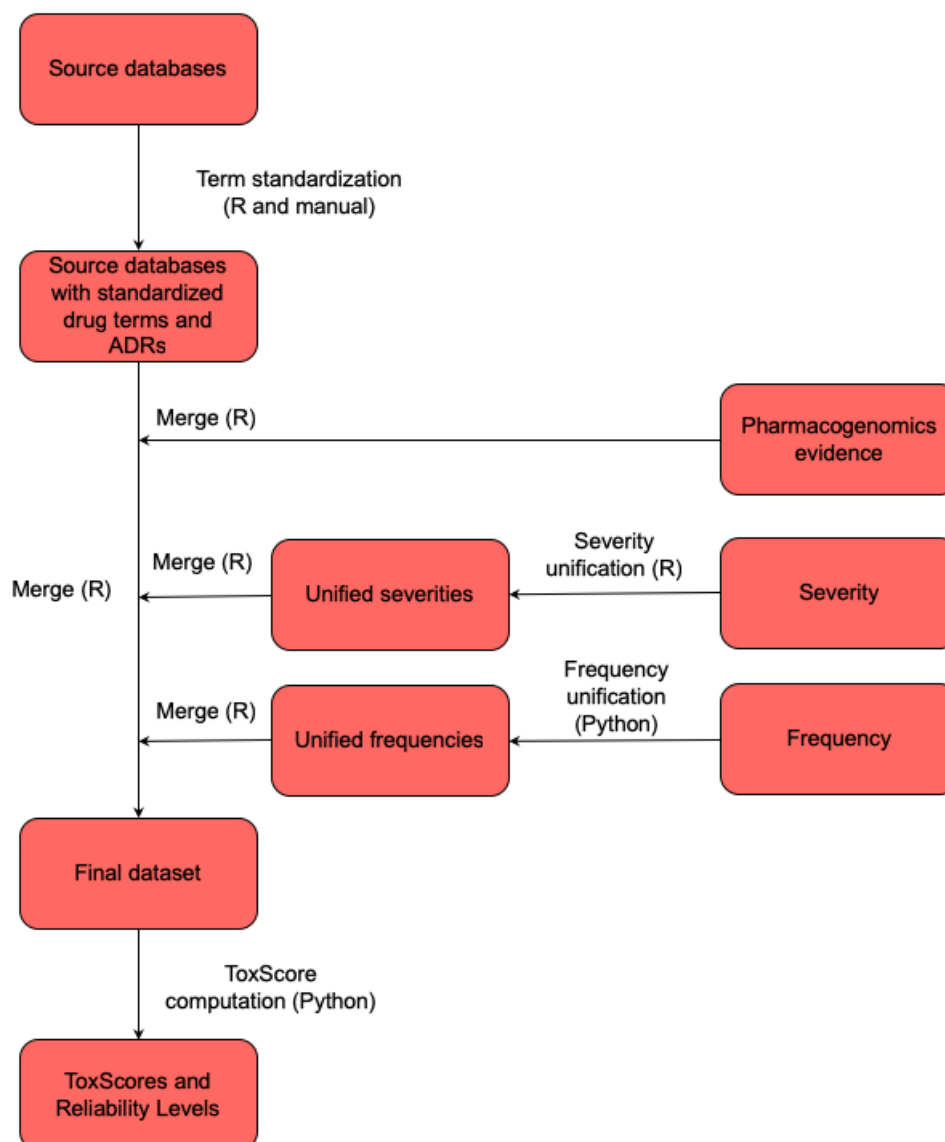 Source databases
Term standardization
(R and manual)
Source databases
with standardized
drug terms and
ADRs
Merge (R)
Pharmacogenomics
evidence
Merge (R)
Merge (R)
Unified severities
Severity
unification (R)
Severity
Merge (R)
Unified frequencies
Frequency
unification
(Python)
Frequency
Final dataset
ToxScore
computation (Python)
ToxScores and
Reliability Levels